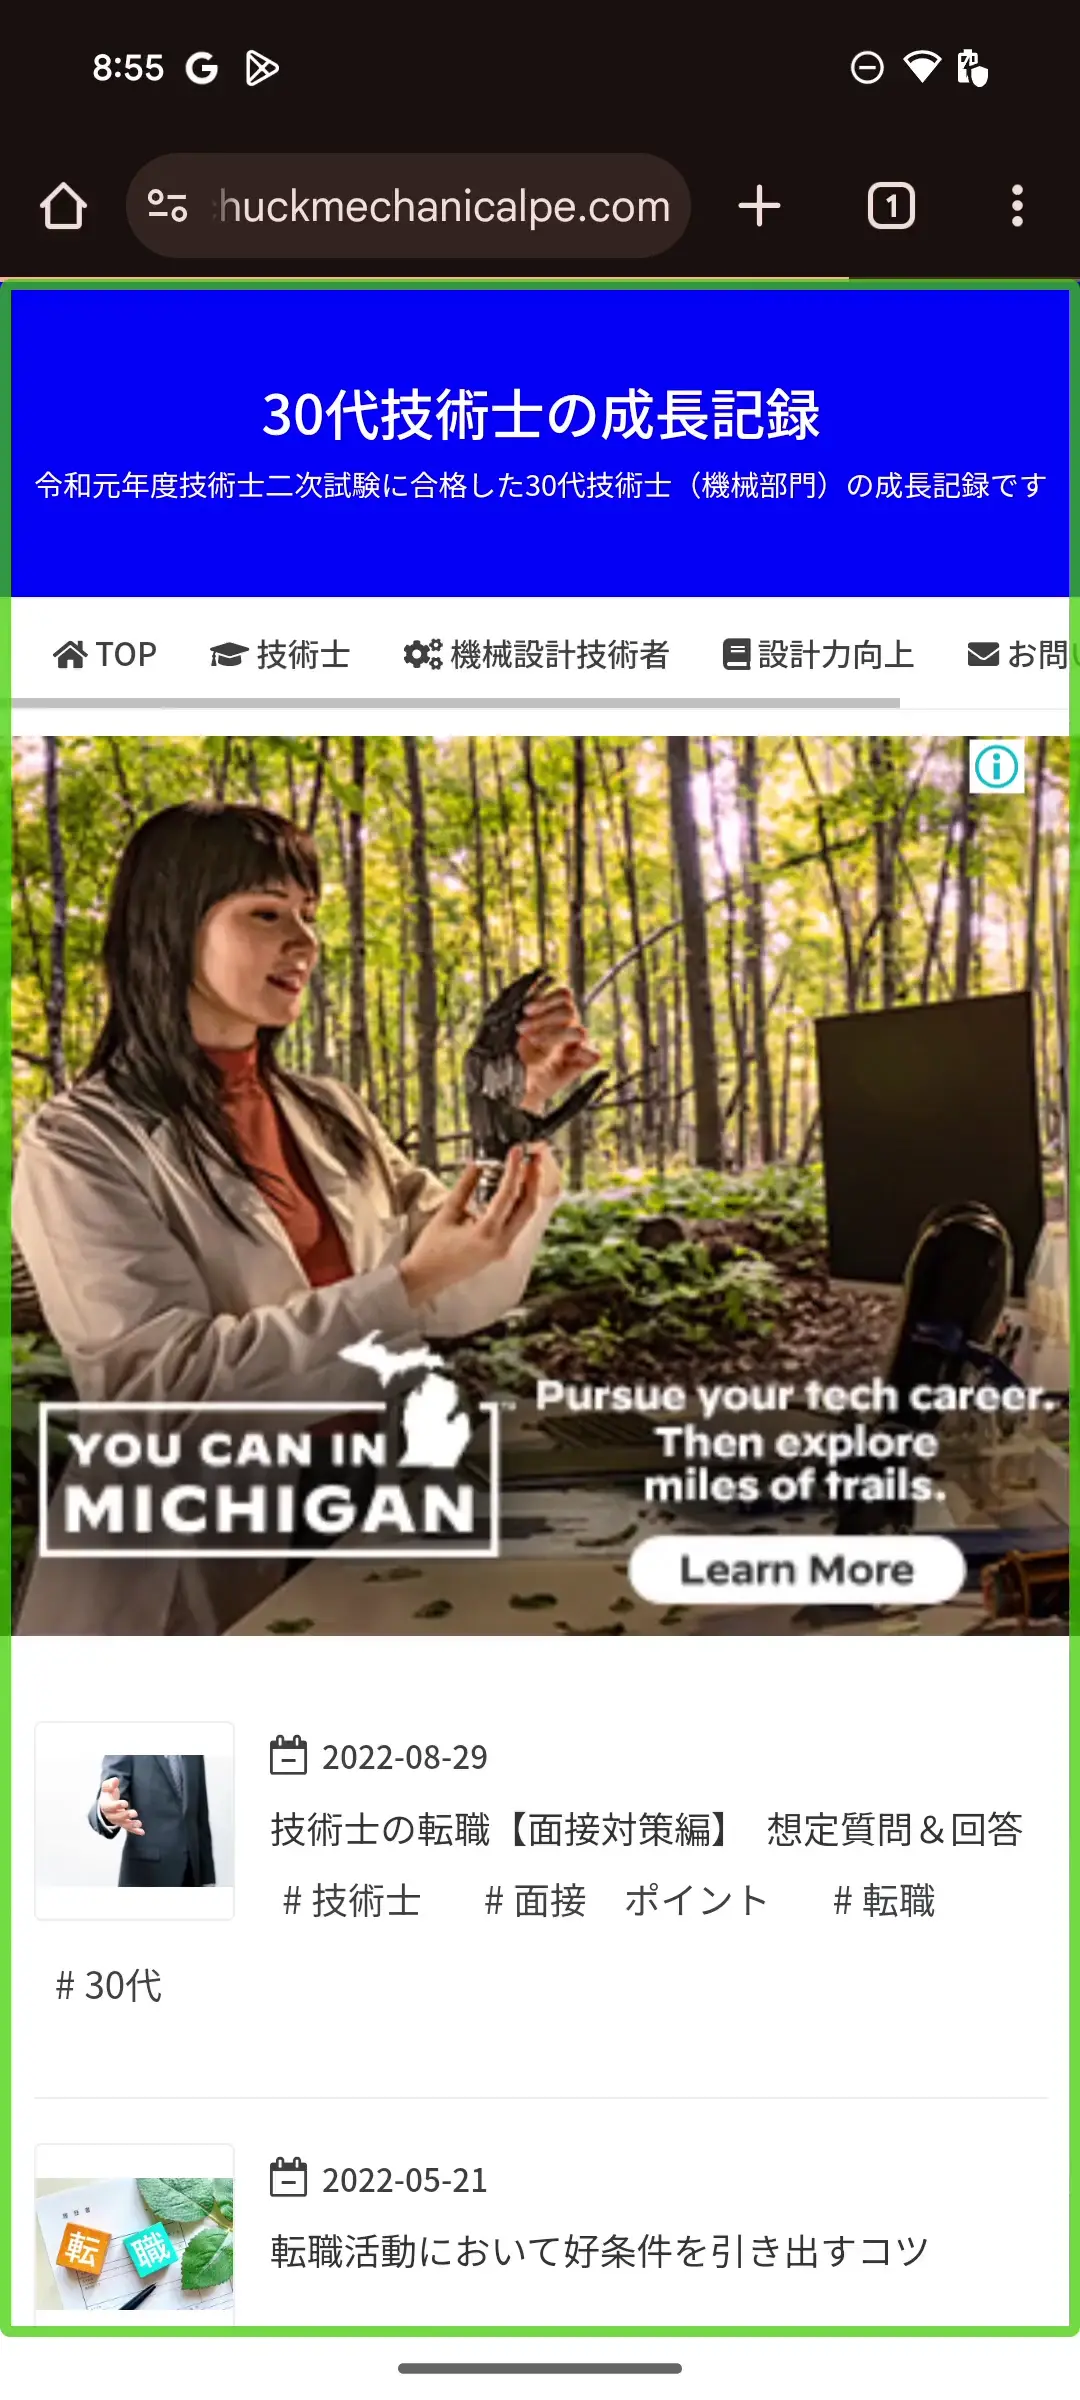 8:55
huckmechanicalpe.com
1
30代技術士の成長記録
令和元年度技術士二次試験に合格した30代技術士（機械部門）の成長記録です
TOP 技術士 機械設計技術者 設計力向上 お問い
YOU CAN IN
MICHIGAN
Pursue your tech career.
Then explore
miles of trails.
Learn More
2022-08-29
技術士の転職【面接対策編】　想定質問＆回答
# 技術士 # 面接　ポイント # 転職
# 30代
2022-05-21
転職活動において好条件を引き出すコツ
転 職